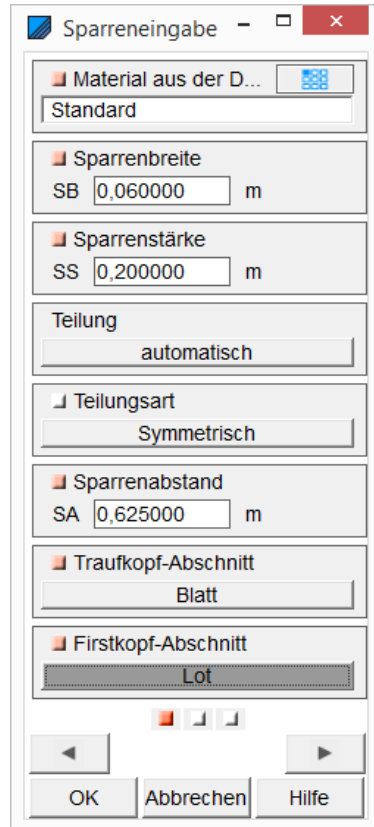 Sparreneingabe
Material aus der D...
Standard
Sparrenbreite
SB 0,060000 m
Sparrenstärke
SS 0,200000 m
Teilung
automatisch
Teilungsart
Symmetrisch
Sparrenabstand
SA 0,625000 m
Traufkopf-Abschnitt
Blatt
Firstkopf-Abschnitt
Lot
OK Abbrechen Hilfe